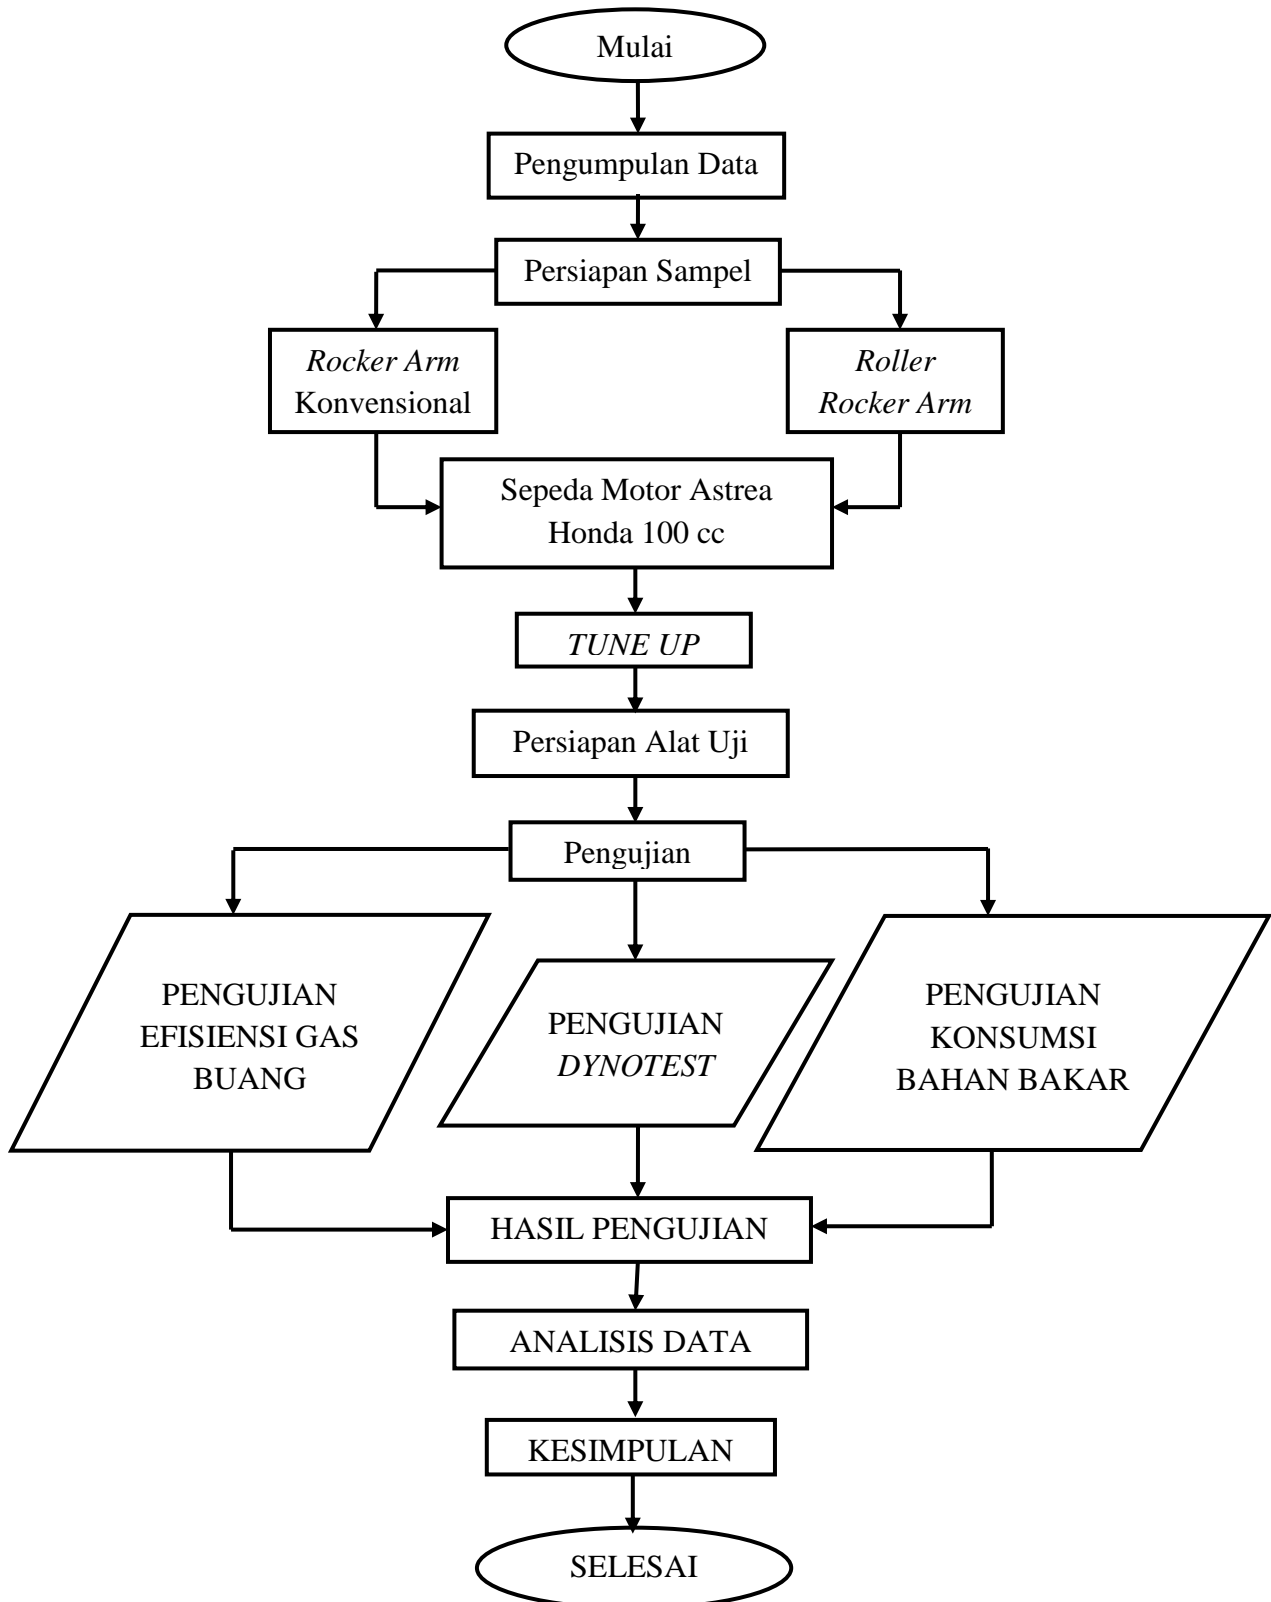 Mulai
Pengumpulan Data
Persiapan Sampel
Rocker Arm
Konvensional
Roller
Rocker Arm
Sepeda Motor Astrea
Honda 100 cc
TUNE UP
Persiapan Alat Uji
Pengujian
PENGUJIAN
EFISIENSI GAS
BUANG
PENGUJIAN
DYNOTEST
PENGUJIAN
KONSUMSI
BAHAN BAKAR
HASIL PENGUJIAN
ANALISIS DATA
KESIMPULAN
SELESAI